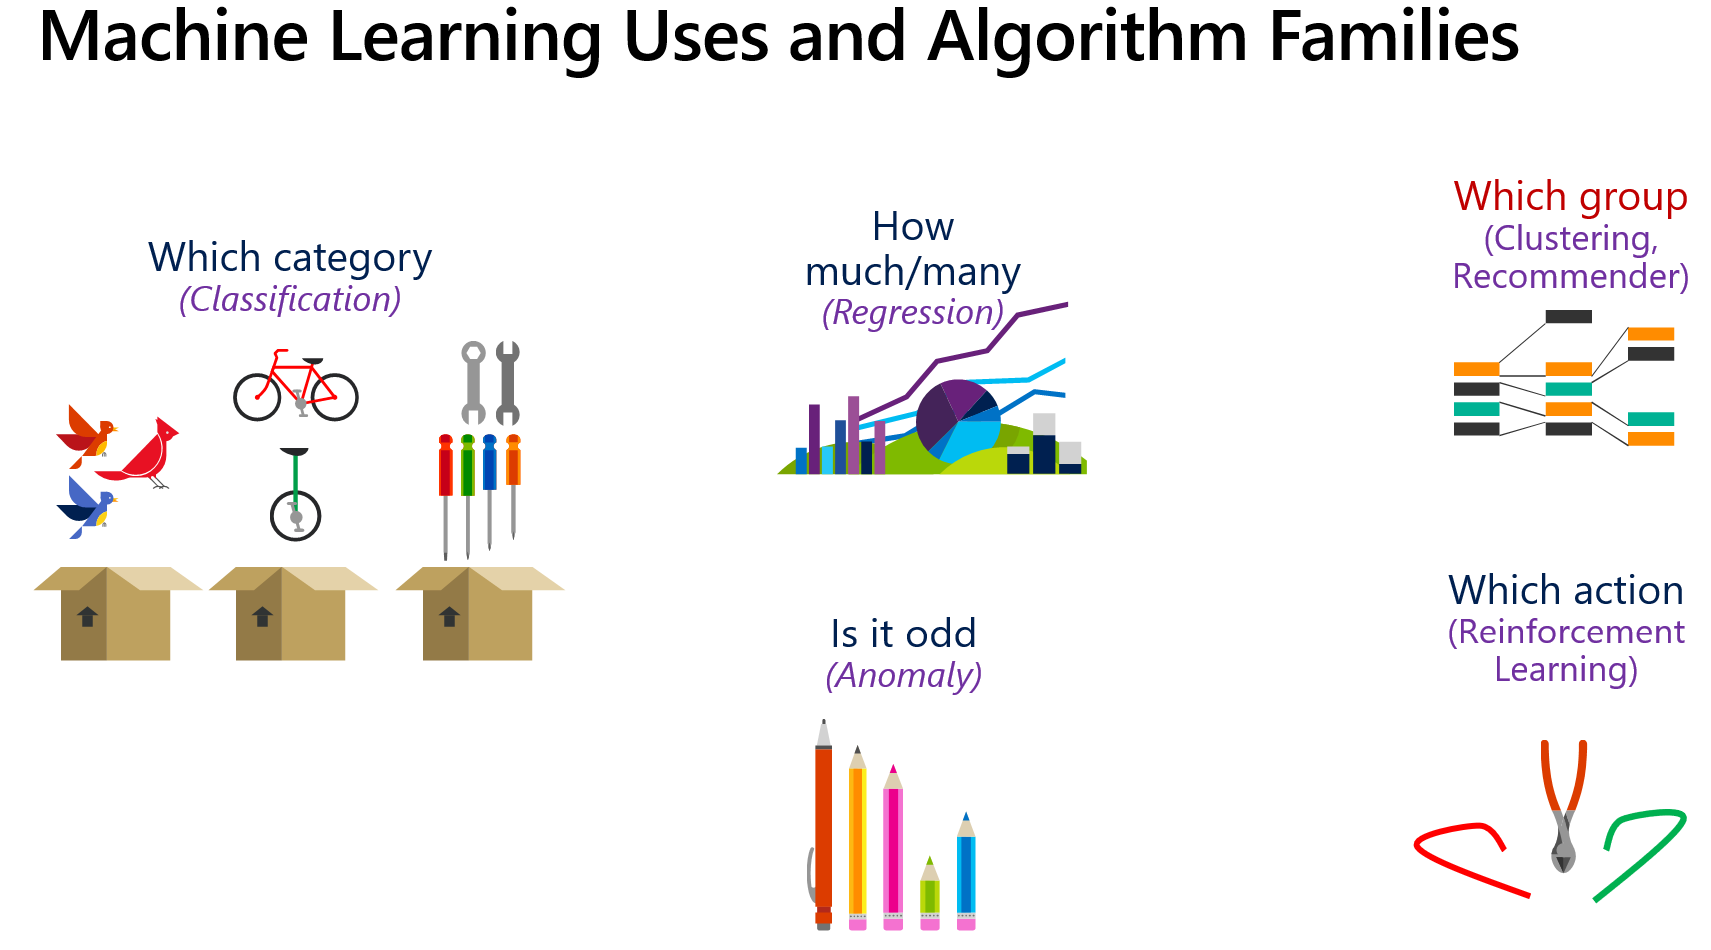 Machine Learning Uses and Algorithm Families
Which category
(Classification)
How
much/many
(Regression)
Which group
(Clustering,
Recommender)
Is it odd
(Anomaly)
Which action
(Reinforcement
Learning)